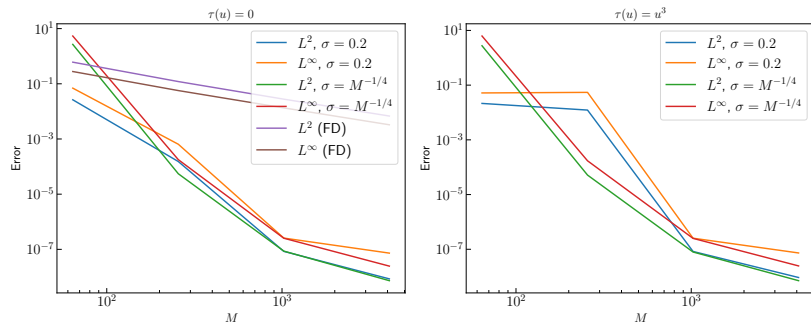 τ(u) = 0
Error
10^1
10^{-1}
10^{-3}
10^{-5}
10^{-7}
L^2, σ = 0.2
L^∞, σ = 0.2
L^2, σ = M^{-1/4}
L^∞, σ = M^{-1/4}
L^2 (FD)
L^∞ (FD)
10^2
10^3
M
τ(u) = u^3
Error
10^1
10^{-1}
10^{-3}
10^{-5}
10^{-7}
L^2, σ = 0.2
L^∞, σ = 0.2
L^2, σ = M^{-1/4}
L^∞, σ = M^{-1/4}
10^2
10^3
M